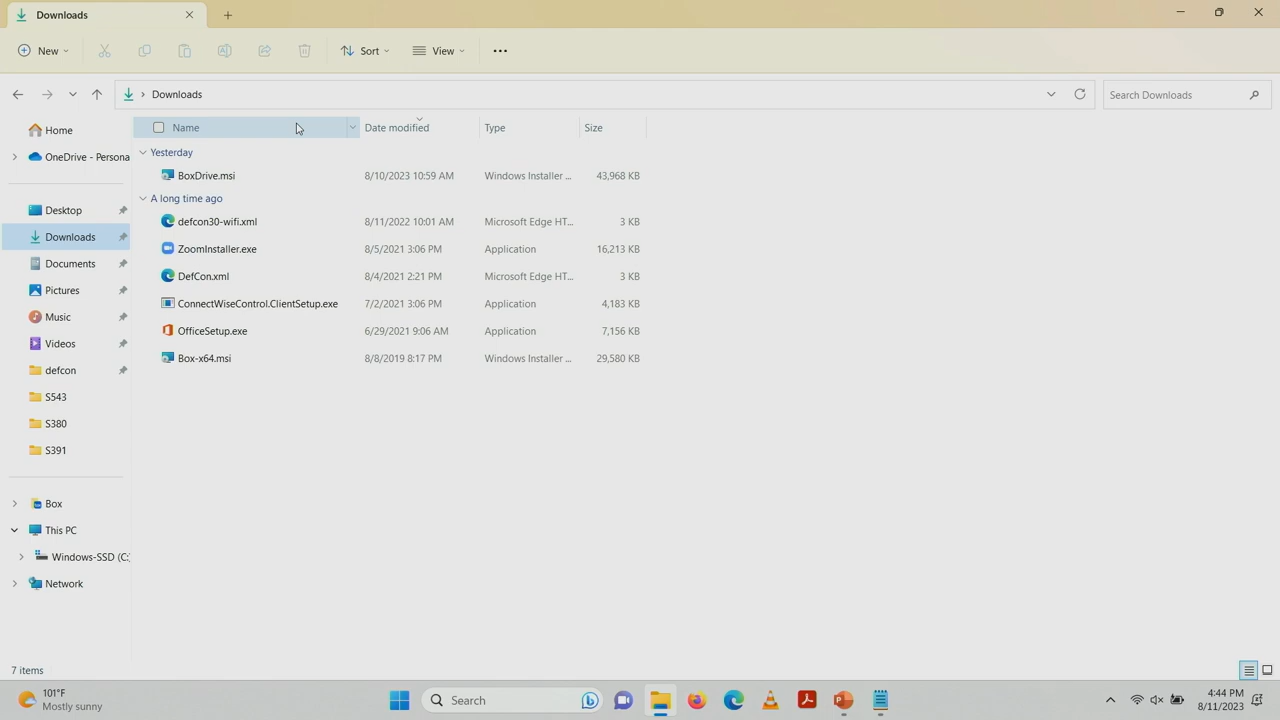 Downloads
New
Sort
View
Downloads
Search Downloads
Name
Date modified
Type
Size
Home
OneDrive - Persona
Desktop
Downloads
Documents
Pictures
Music
Videos
defcon
S543
S380
S391
Box
This PC
Windows-SSD (C:)
Network
Yesterday
BoxDrive.msi 8/10/2023 10:59 AM Windows Installer ... 43,968 KB
A long time ago
defcon30-wifi.xml 8/11/2022 10:01 AM Microsoft Edge HT... 3 KB
ZoomInstaller.exe 8/5/2021 3:06 PM Application 16,213 KB
DefCon.xml 8/4/2021 2:21 PM Microsoft Edge HT... 3 KB
ConnectWiseControl.ClientSetup.exe 7/2/2021 3:06 PM Application 4,183 KB
OfficeSetup.exe 6/29/2021 9:06 AM Application 7,156 KB
Box-x64.msi 8/8/2019 8:17 PM Windows Installer ... 29,580 KB
7 items
101°F
Mostly sunny
Search
4:44 PM
8/11/2023